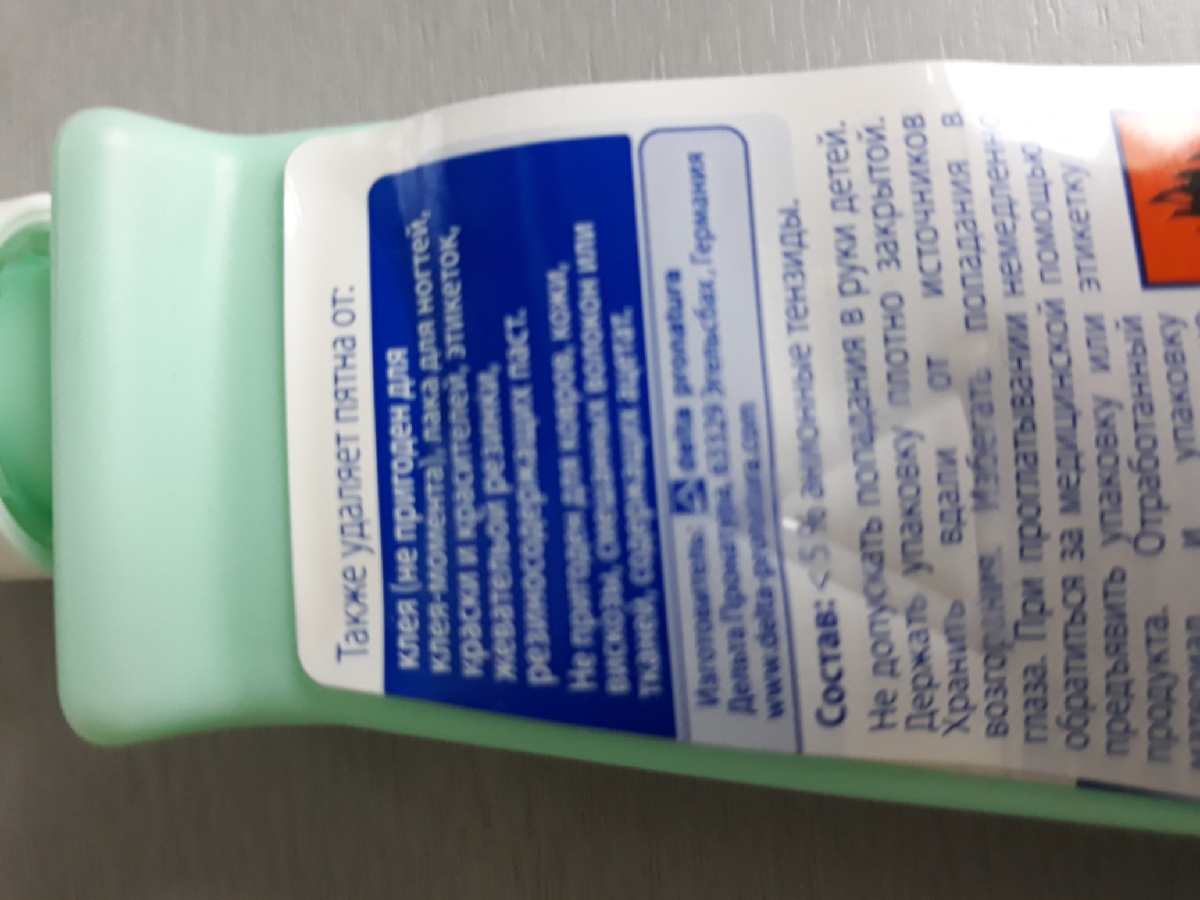 Также удаляет пятна от:
клея (не пригоден для
клея-момента), лака для ногтей,
краски и красителей, этикеток,
жевательной резинки,
резиносодержащих паст.
Не пригоден для ковров, кожи,
вискозы, смешанных волокон или
тканей, содержащих ацетат.
Изготовитель: delta pronatura
Дельта Пронатура, 63329 Эгельсбах, Германия
www.delta-pronatura.com
Состав: <5 % анионные тензиды.
Не допускать попадания в руки детей.
Держать упаковку плотно закрытой.
Хранить вдали от источников
возгорания. Избегать попадания в
глаза. При проглатывании немедленно
обратиться за медицинской помощью и
предъявить упаковку или этикетку
продукта. Отработанный
материал и упаковку